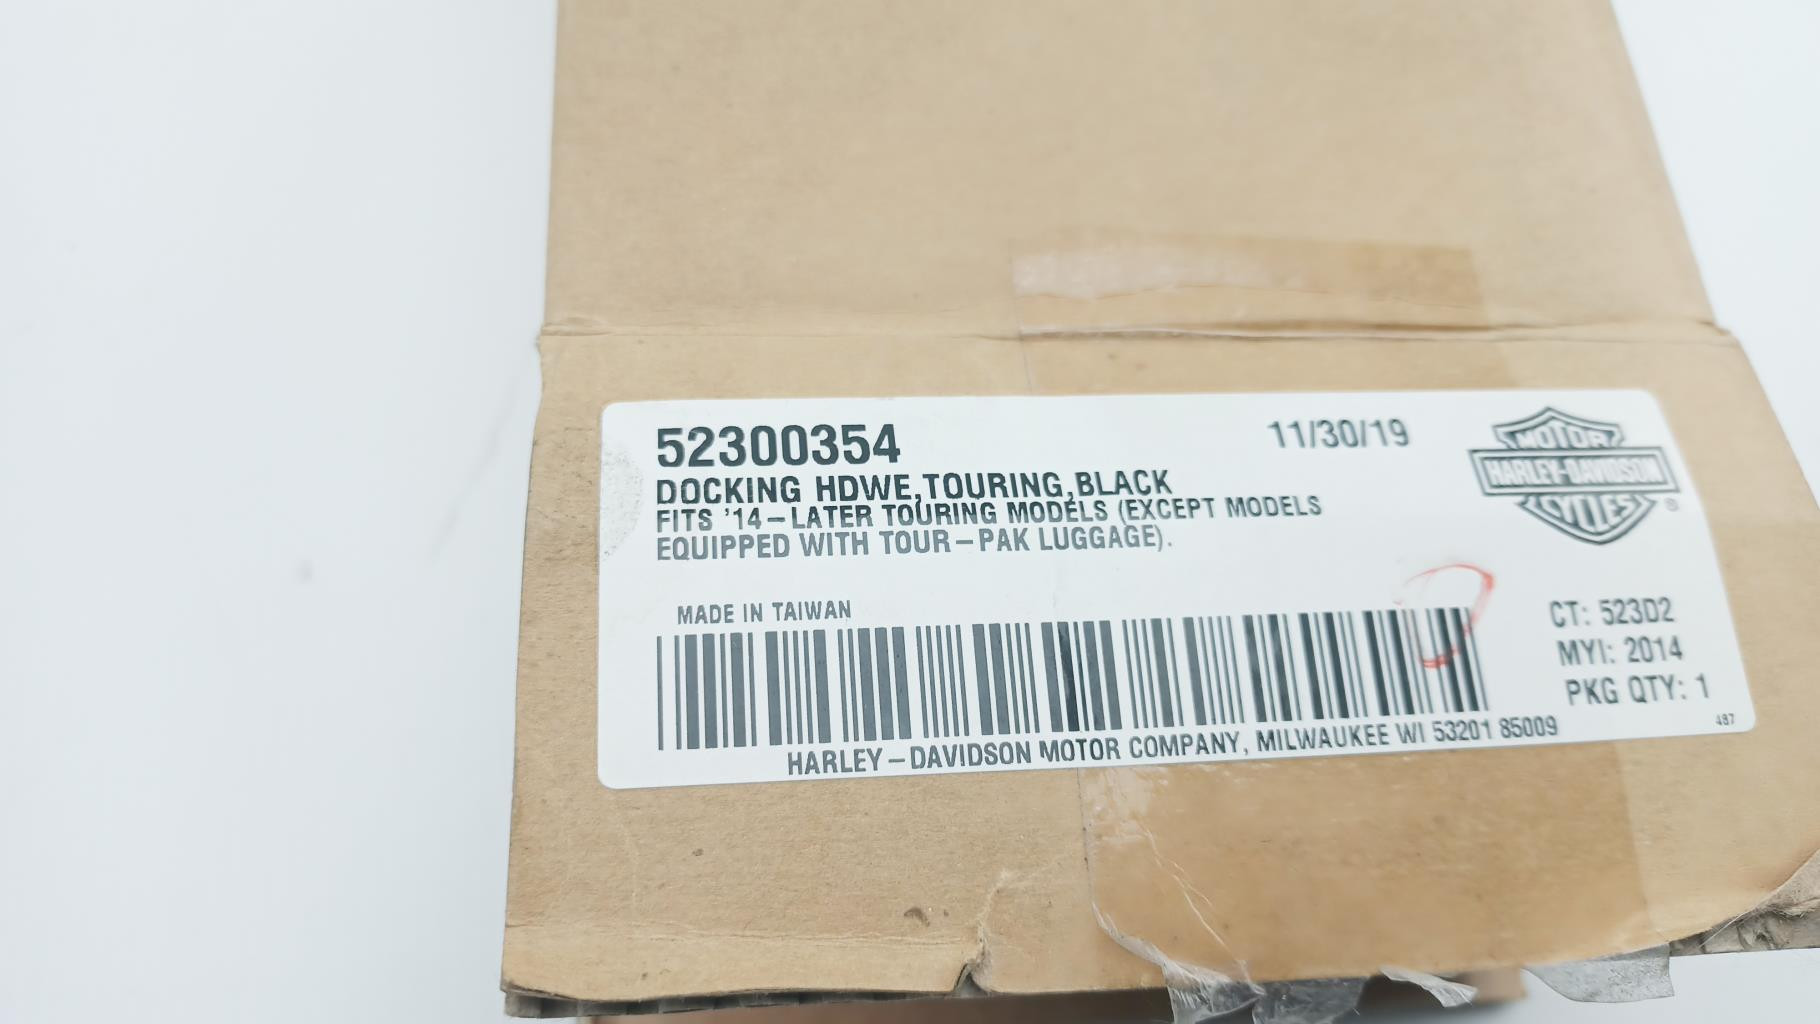 52300354
11/30/19
DOCKING HDWE,TOURING,BLACK
FITS '14-LATER TOURING MODELS (EXCEPT MODELS
EQUIPPED WITH TOUR-PAK LUGGAGE).
MOTOR
HARLEY-DAVIDSON
CYCLES
®
MADE IN TAIWAN
CT: 523D2
MYI: 2014
PKG QTY: 1
487
HARLEY-DAVIDSON MOTOR COMPANY, MILWAUKEE WI 53201 85009